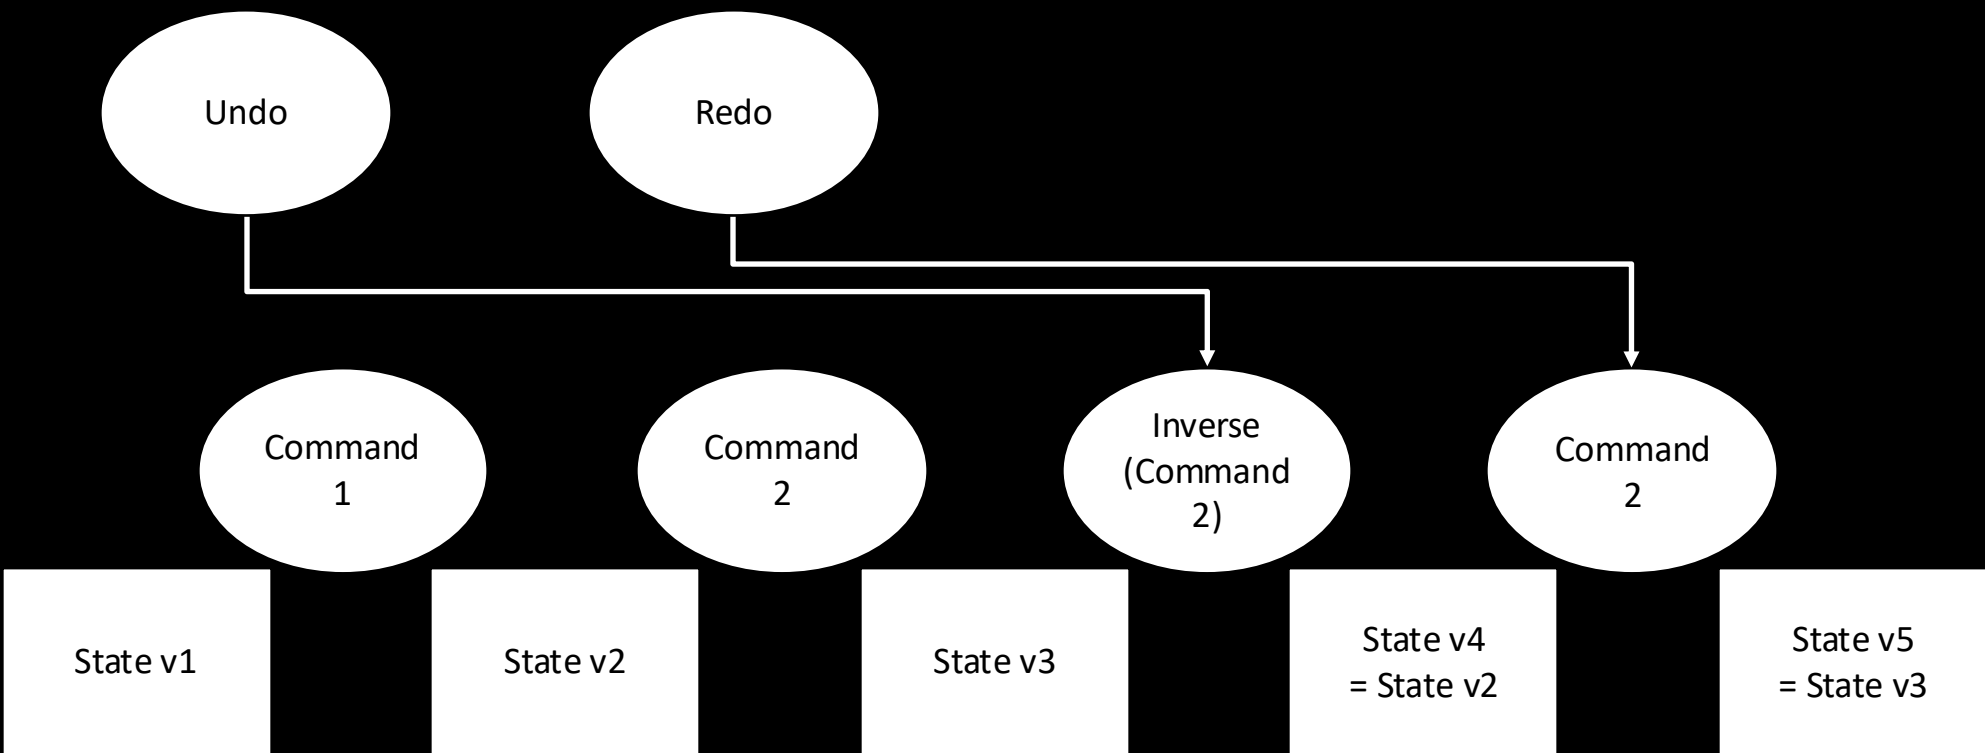 Undo
Redo
Command
1
Command
2
Inverse
(Command
2)
Command
2
State v1
State v2
State v3
State v4
= State v2
State v5
= State v3